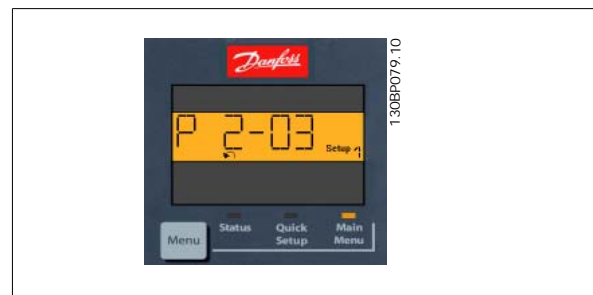 Danfoss
130BP079.10
P 2-03
Setup 1
Status
Quick
Setup
Main
Menu
Menu